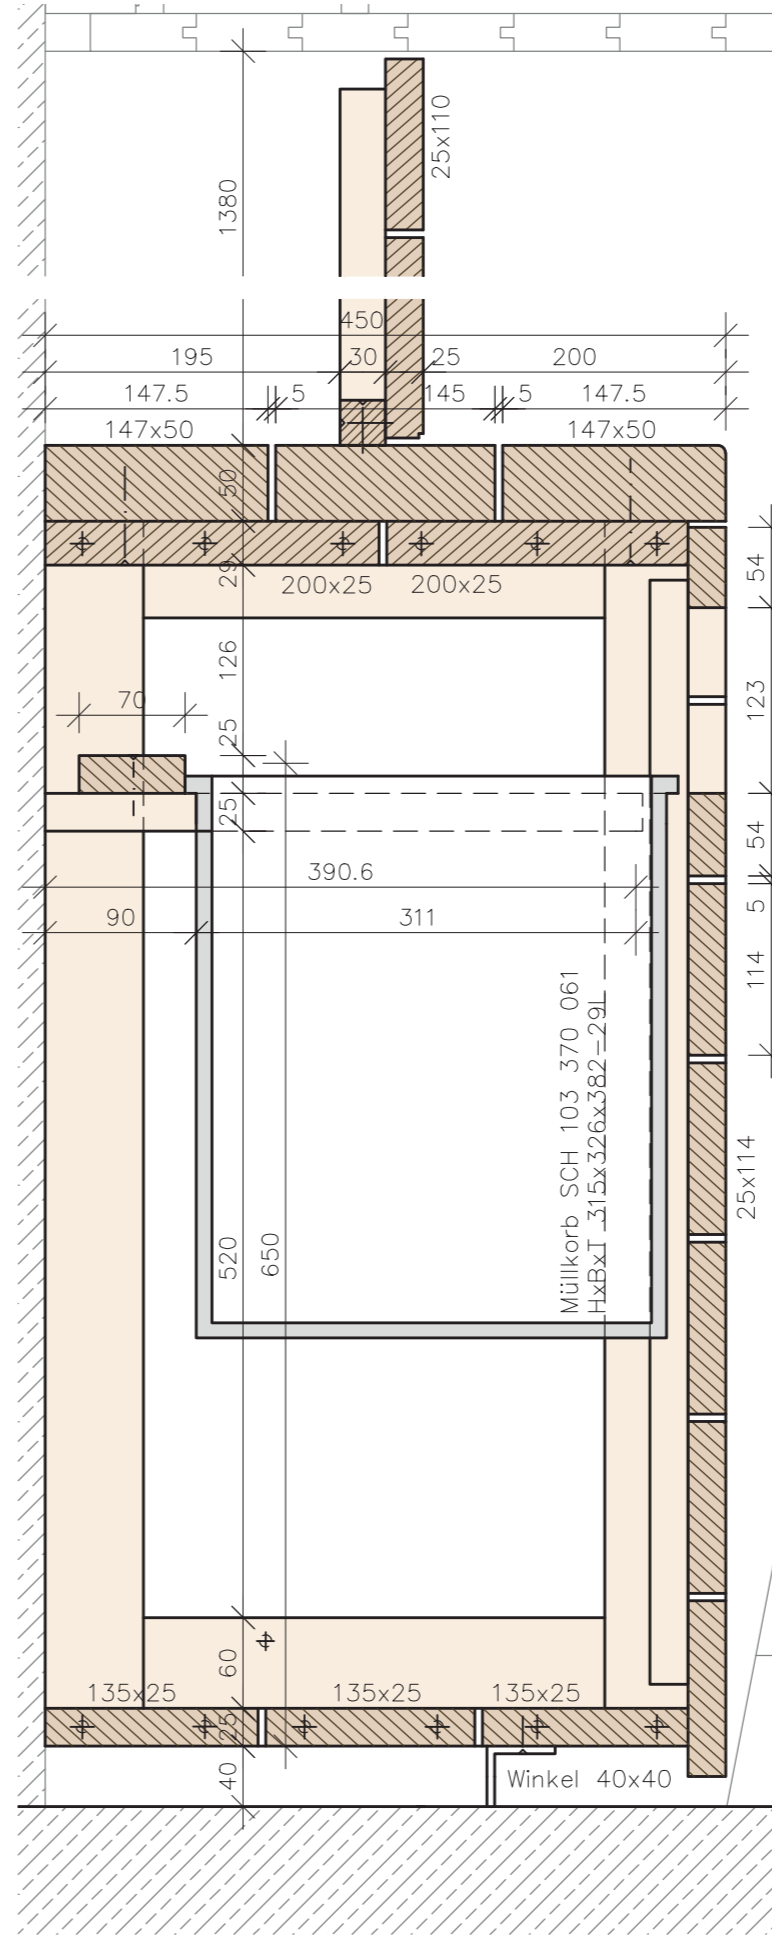 25x110
1380
450
195 30 25 200
147.5 5 145 5 147.5
147x50 147x50
50
29
200x25 200x25
54
126
123
70
25
25
54
390.6
5
90 311
114
Müllkorb SCH 103 370 061
HxBxT 315x326x382-29l
25x114
520
650
60
135x25 135x25 135x25
25
40
Winkel 40x40